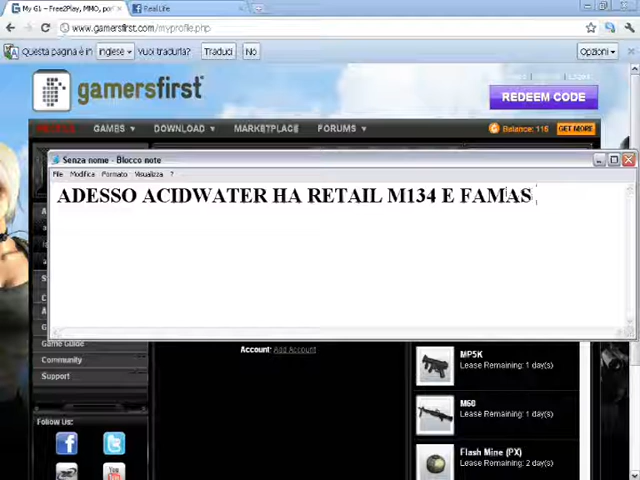 My G1 – Free2Play, MMO, po
Real Life
www.gamersfirst.com/myprofile.php
Questa pagina è in inglese Vuoi tradurla? Traduci No Opzioni
gamersfirst
REDEEM CODE
GAMES DOWNLOAD MARKETPLACE FORUMS Balance: 116 GET MORE
Senza nome - Blocco note
File Modifica Formato Visualizza ?
ADESSO ACIDWATER HA RETAIL M134 E FAMAS
Game Guide
Community
Support
Follow Us:
Account: Add Account
MP5K
Lease Remaining: 1 day(s)
M60
Lease Remaining: 1 day(s)
Flash Mine (PX)
Lease Remaining: 2 day(s)